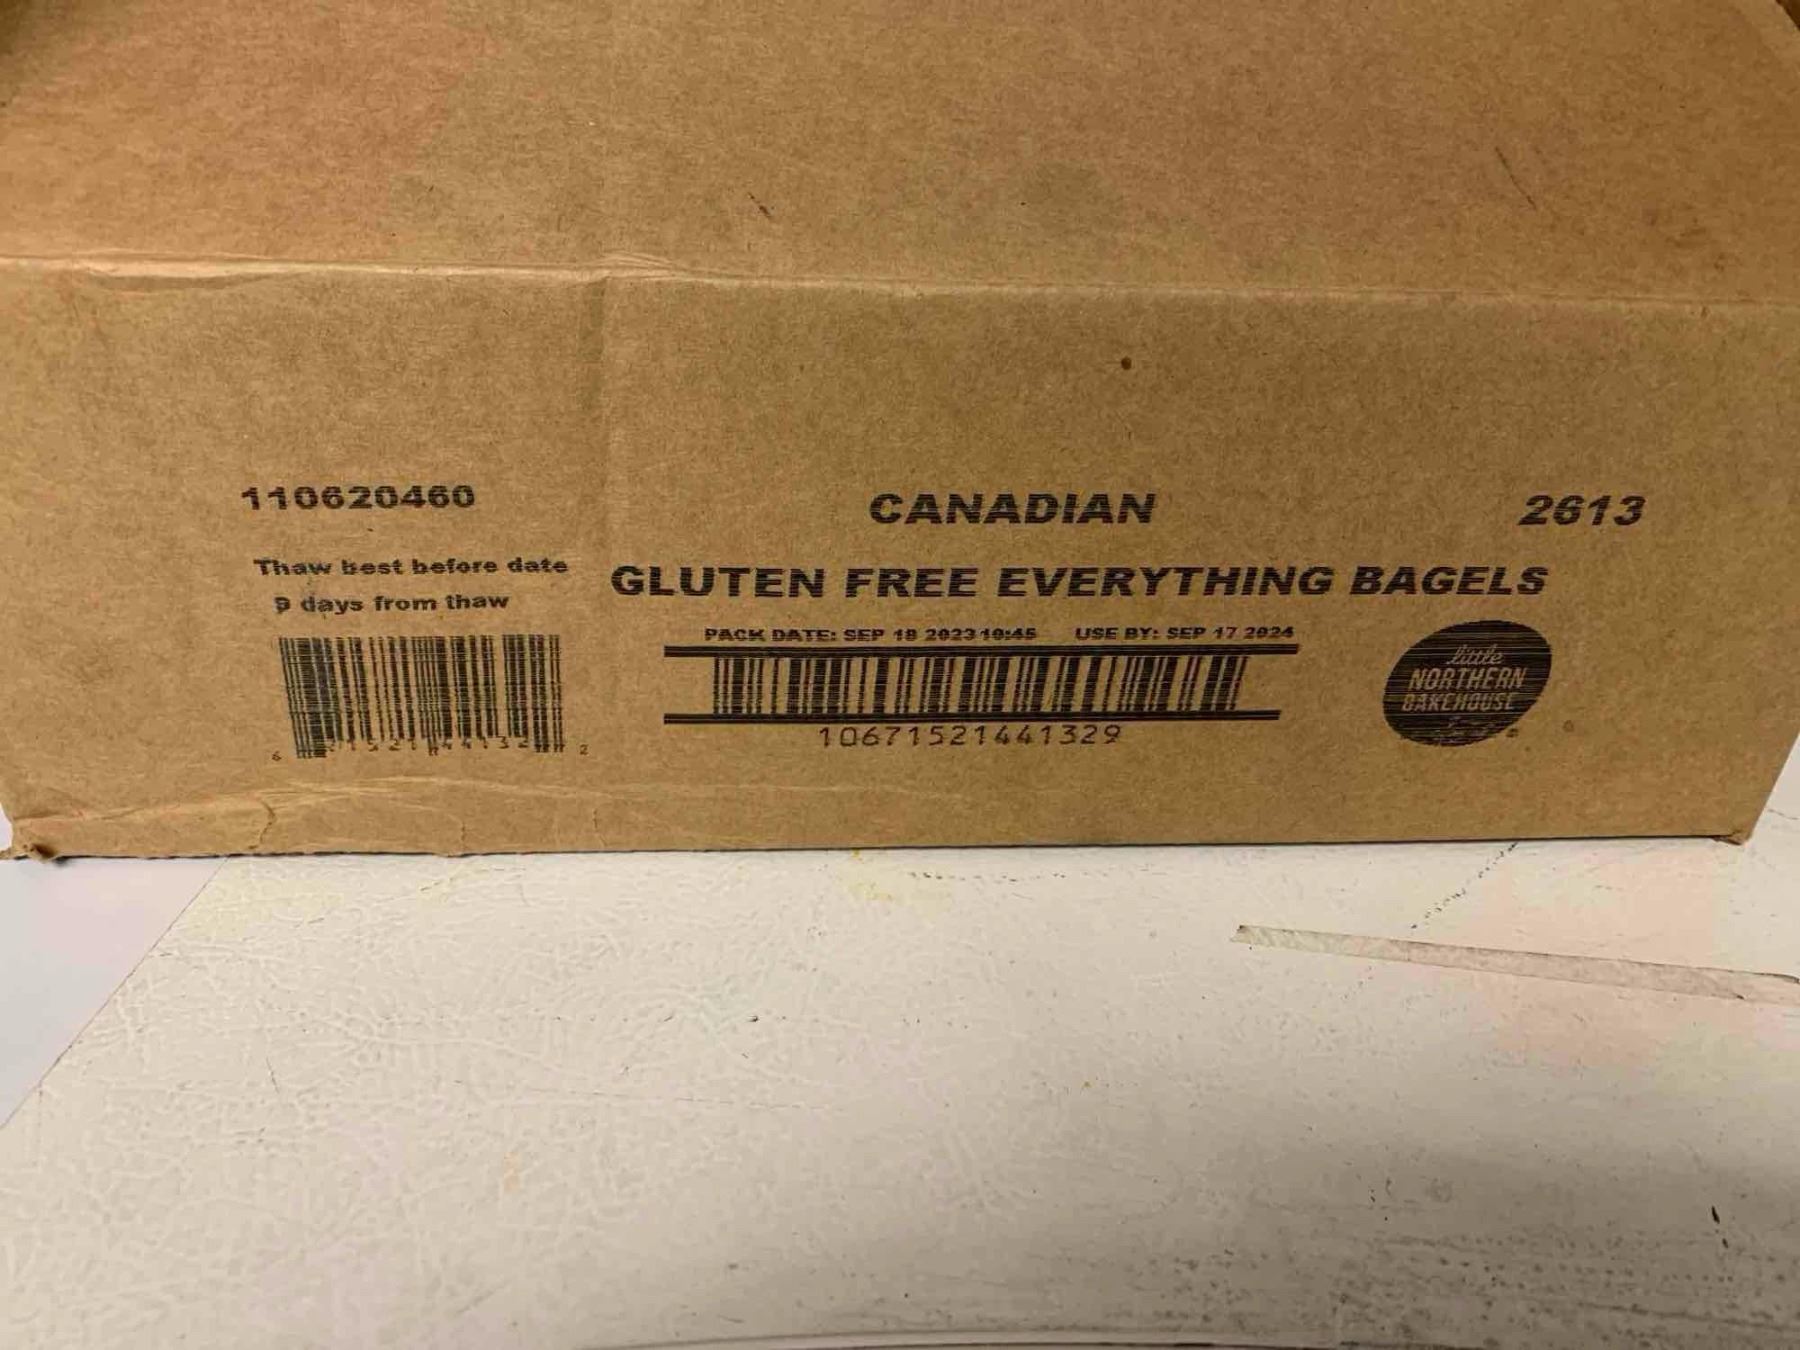 110620460
CANADIAN
2613
Thaw best before date
9 days from thaw
GLUTEN FREE EVERYTHING BAGELS
PACK DATE: SEP 18 2023 10:45 USE BY: SEP 17 2024
10671521441329
little
NORTHERN
BAKEHOUSE